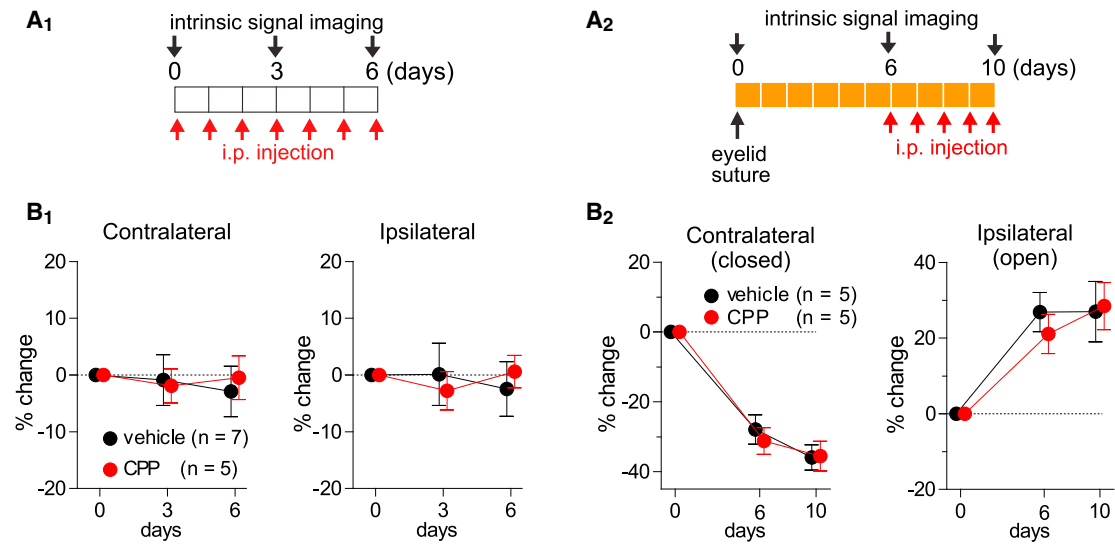 A1
intrinsic signal imaging
0 3 6 (days)
i.p. injection
A2
intrinsic signal imaging
0 6 10 (days)
eyelid
suture
i.p. injection
B1
Contralateral
20
10
0
-10
-20
% change
vehicle (n = 7)
CPP (n = 5)
0 3 6
days
Ipsilateral
20
10
0
-10
-20
% change
0 3 6
days
B2
Contralateral
(closed)
20
0
-20
-40
% change
vehicle (n = 5)
CPP (n = 5)
0 6 10
days
Ipsilateral
(open)
40
20
0
-20
% change
0 6 10
days